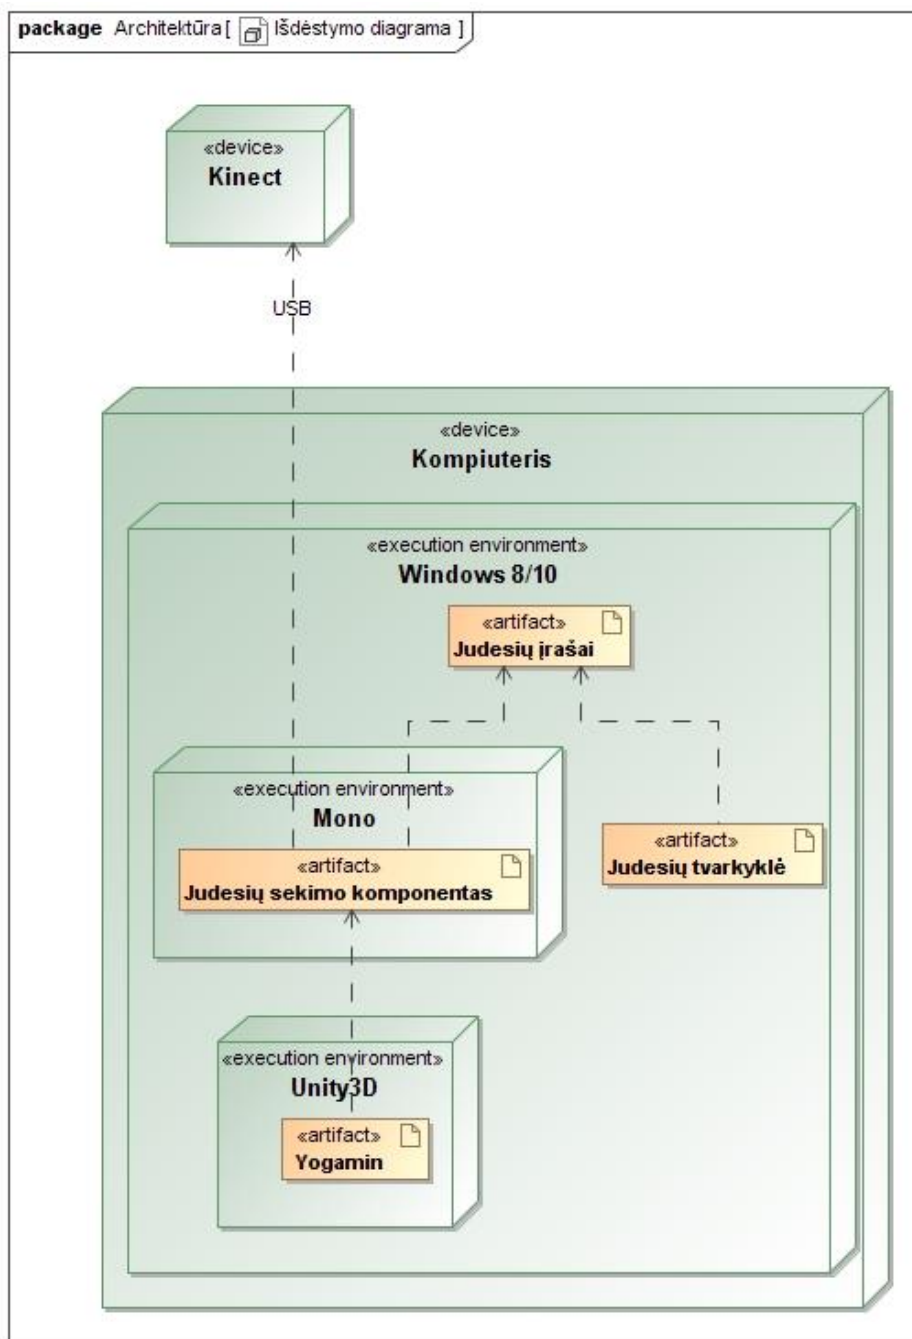 package Architektūra [ Išdėstymo diagrama ]
«device»
Kinect
USB
«device»
Kompiuteris
«execution environment»
Windows 8/10
«artifact»
Judesių įrašai
«execution environment»
Mono
«artifact»
Judesių sekimo komponentas
«artifact»
Judesių tvarkyklė
«execution environment»
Unity3D
«artifact»
Yogamin